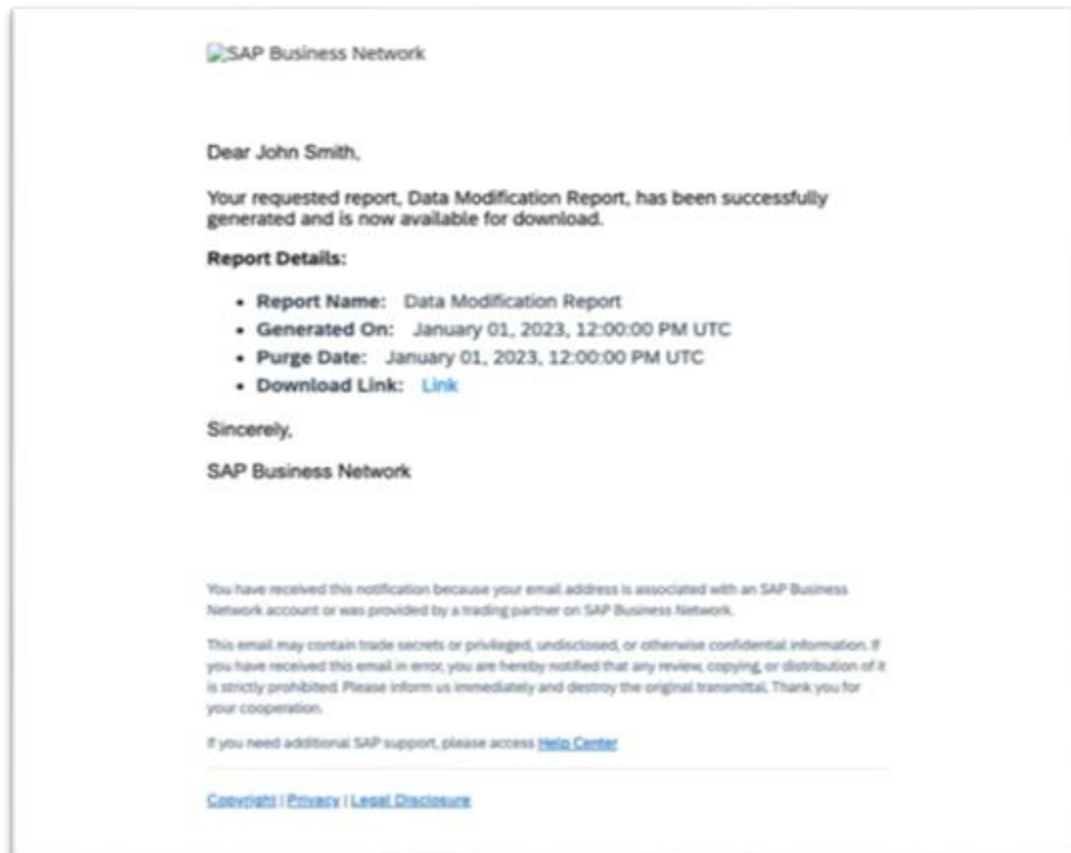 SAP Business Network
Dear John Smith,
Your requested report, Data Modification Report, has been successfully
generated and is now available for download.
Report Details:
• Report Name: Data Modification Report
• Generated On: January 01, 2023, 12:00:00 PM UTC
• Purge Date: January 01, 2023, 12:00:00 PM UTC
• Download Link: Link
Sincerely,
SAP Business Network
You have received this notification because your email address is associated with an SAP Business
Network account or was provided by a trading partner on SAP Business Network.
This email may contain trade secrets or privileged, undisclosed, or otherwise confidential information. If
you have received this email in error, you are hereby notified that any review, copying, or distribution of it
is strictly prohibited. Please inform us immediately and destroy the original transmittal. Thank you for
your cooperation.
If you need additional SAP support, please access Help Center
Copyright | Privacy | Legal Disclosure